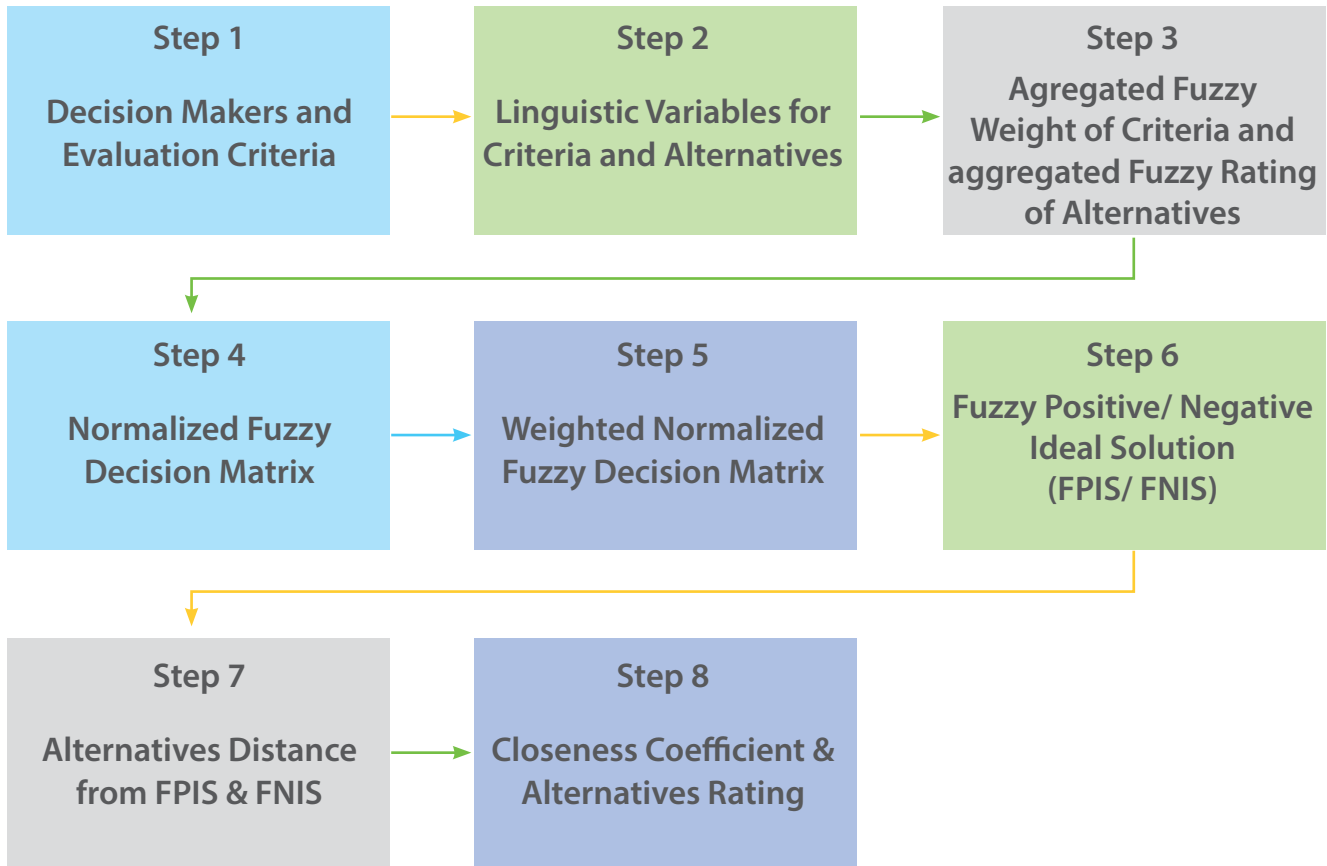 Step 1
Decision Makers and
Evaluation Criteria
Step 2
Linguistic Variables for
Criteria and Alternatives
Step 3
Agregated Fuzzy
Weight of Criteria and
aggregated Fuzzy Rating
of Alternatives
Step 4
Normalized Fuzzy
Decision Matrix
Step 5
Weighted Normalized
Fuzzy Decision Matrix
Step 6
Fuzzy Positive/ Negative
Ideal Solution
(FPIS/ FNIS)
Step 7
Alternatives Distance
from FPIS & FNIS
Step 8
Closeness Coefficient &
Alternatives Rating